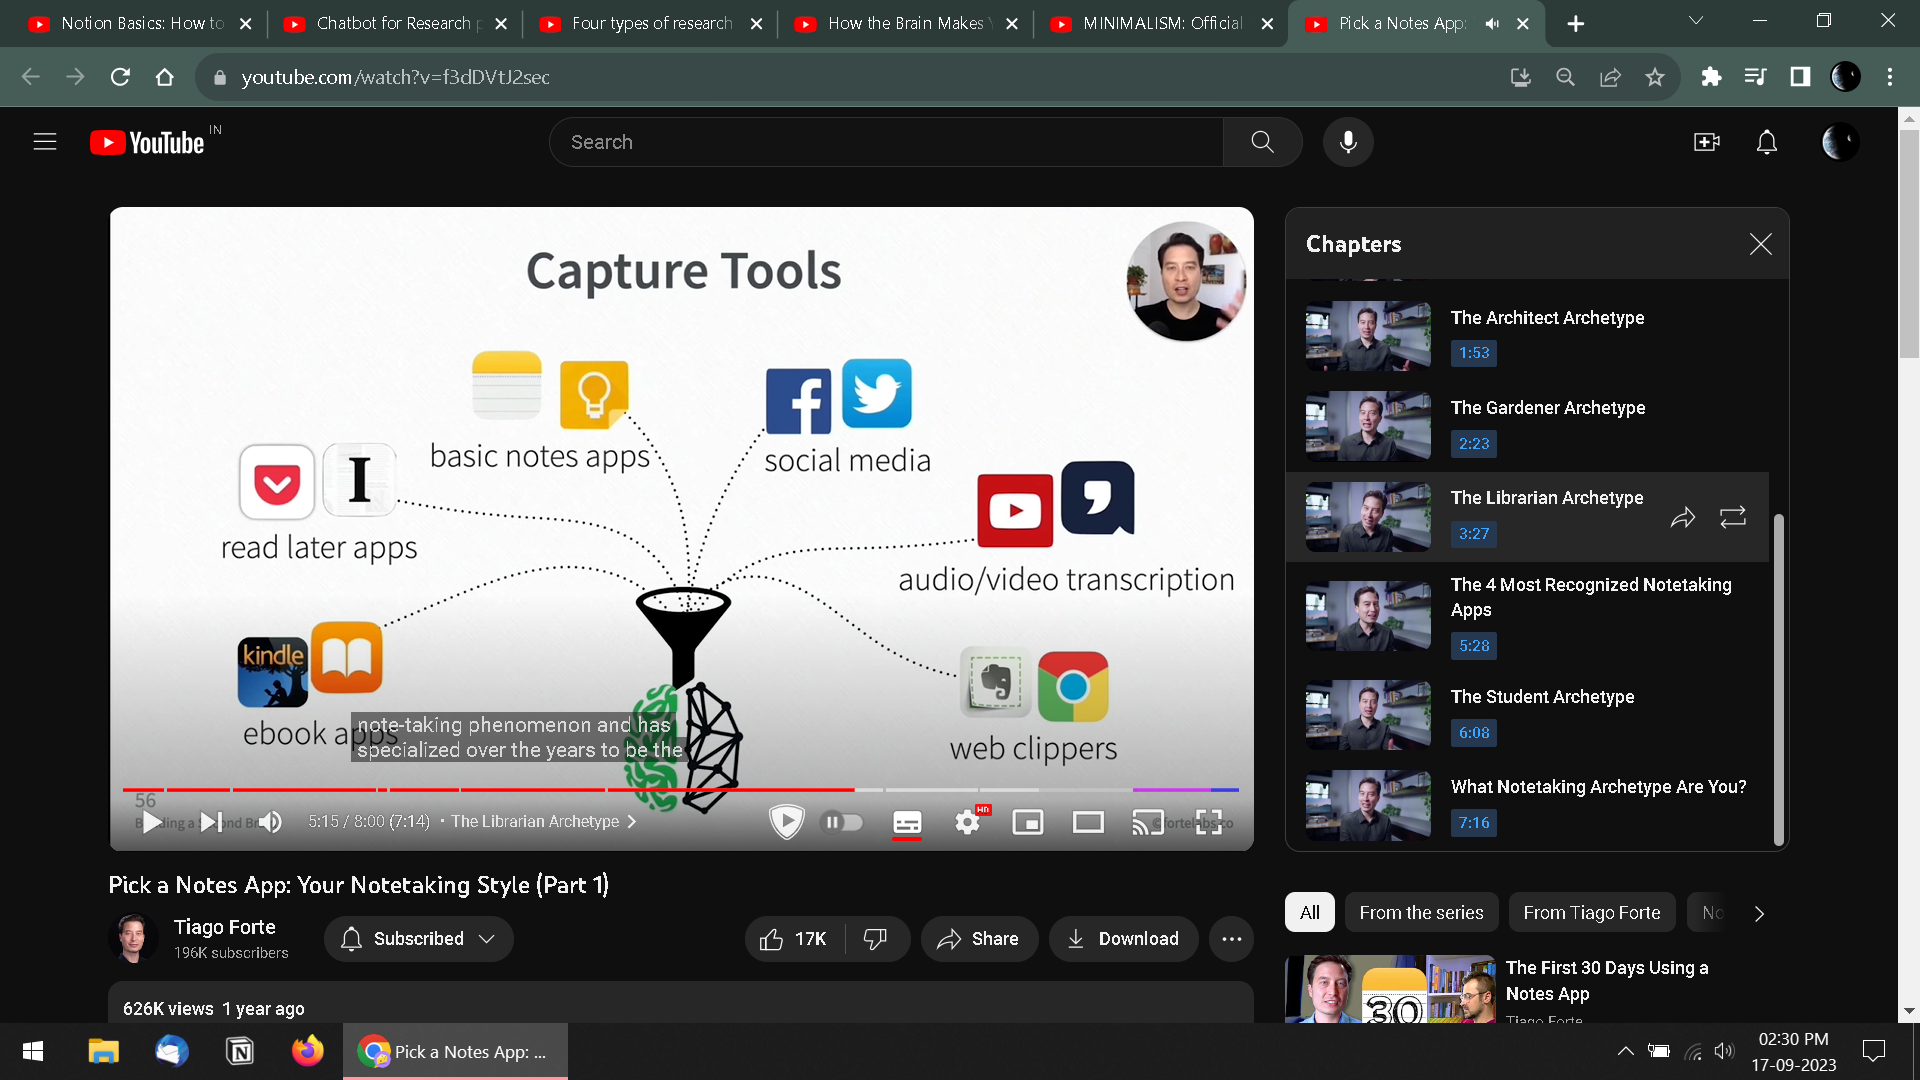 Notion Basics: How to
Chatbot for Research p
Four types of research
How the Brain Makes Y
MINIMALISM: Official
Pick a Notes App:
youtube.com/watch?v=f3dDVtJ2sec
YouTube IN
Search
Capture Tools
basic notes apps
social media
read later apps
audio/video transcription
kindle
ebook apps
web clippers
note-taking phenomenon and has
specialized over the years to be the
56
Building a Second Brain
©fortelabs.co
5:15 / 8:00 (7:14) • The Librarian Archetype
HD
Chapters
The Architect Archetype
1:53
The Gardener Archetype
2:23
The Librarian Archetype
3:27
The 4 Most Recognized Notetaking
Apps
5:28
The Student Archetype
6:08
What Notetaking Archetype Are You?
7:16
Pick a Notes App: Your Notetaking Style (Part 1)
Tiago Forte
196K subscribers
Subscribed
17K
Share
Download
626K views 1 year ago
All
From the series
From Tiago Forte
No
30
The First 30 Days Using a
Notes App
Tiago Forte
Pick a Notes App: ...
02:30 PM
17-09-2023